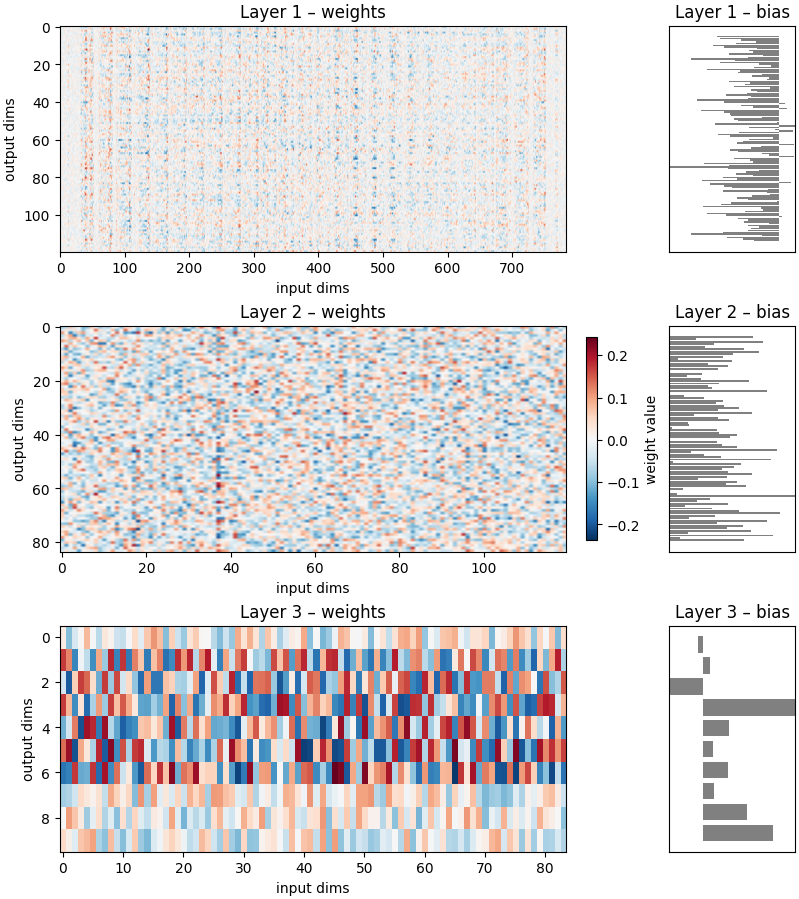 Layer 1 – weights
Layer 1 – bias
0
20
40
60
80
100
output dims
0 100 200 300 400 500 600 700
input dims
Layer 2 – weights
Layer 2 – bias
0
20
40
60
80
output dims
0 20 40 60 80 100
input dims
0.2
0.1
0.0
−0.1
−0.2
weight value
Layer 3 – weights
Layer 3 – bias
0
2
4
6
8
output dims
0 10 20 30 40 50 60 70 80
input dims